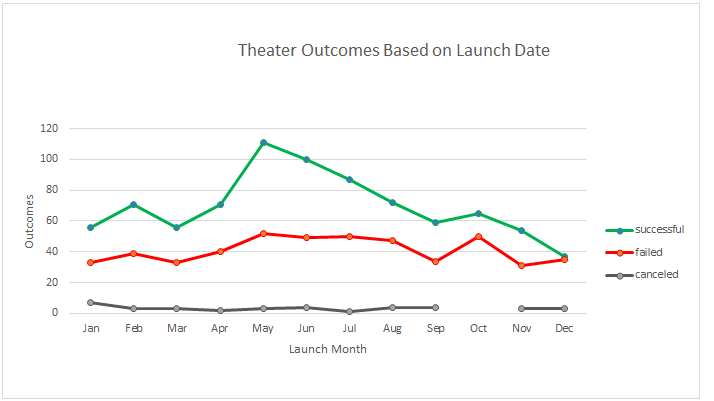 Theater Outcomes Based on Launch Date
120
100
80
60
40
20
0
Outcomes
Jan Feb Mar Apr May Jun Jul Aug Sep Oct Nov Dec
Launch Month
successful
failed
canceled